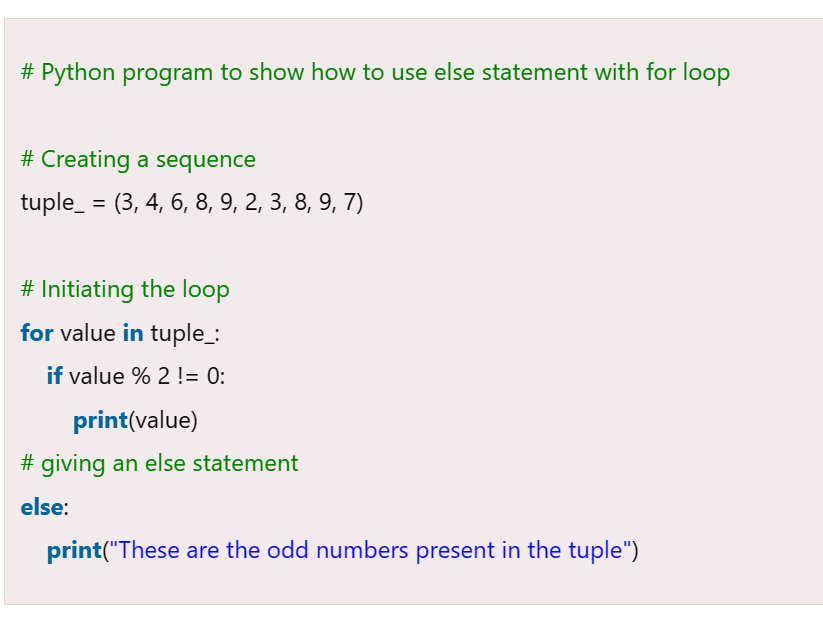 # Python program to show how to use else statement with for loop
# Creating a sequence
tuple_ = (3, 4, 6, 8, 9, 2, 3, 8, 9, 7)
# Initiating the loop
for value in tuple_:
    if value % 2 != 0:
        print(value)
# giving an else statement
else:
    print("These are the odd numbers present in the tuple")